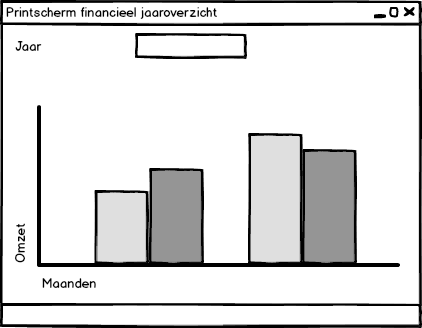 Printscherm financieel jaaroverzicht
Jaar
Omzet
Maanden